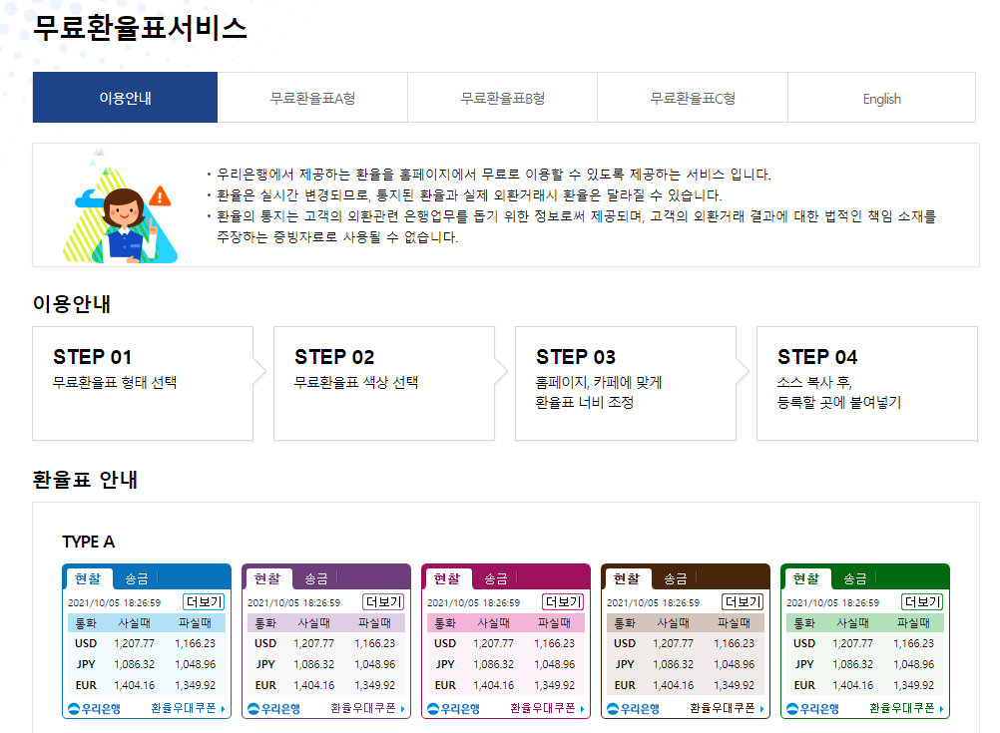 무료환율표서비스
이용안내 무료환율표A형 무료환율표B형 무료환율표C형 English
• 우리은행에서 제공하는 환율을 홈페이지에서 무료로 이용할 수 있도록 제공하는 서비스 입니다.
• 환율은 실시간 변경되므로, 통지된 환율과 실제 외환거래시 환율은 달라질 수 있습니다.
• 환율의 통지는 고객의 외환관련 은행업무를 돕기 위한 정보로써 제공되며, 고객의 외환거래 결과에 대한 법적인 책임 소재를
주장하는 증빙자료로 사용될 수 없습니다.
이용안내
STEP 01
무료환율표 형태 선택
STEP 02
무료환율표 색상 선택
STEP 03
홈페이지, 카페에 맞게
환율표 너비 조정
STEP 04
소스 복사 후,
등록할 곳에 붙여넣기
환율표 안내
TYPE A
현찰 송금
2021/10/05 18:26:59 더보기
통화 사실때 파실때
USD 1,207.77 1,166.23
JPY 1,086.32 1,048.96
EUR 1,404.16 1,349.92
우리은행 환율우대쿠폰
현찰 송금
2021/10/05 18:26:59 더보기
통화 사실때 파실때
USD 1,207.77 1,166.23
JPY 1,086.32 1,048.96
EUR 1,404.16 1,349.92
우리은행 환율우대쿠폰
현찰 송금
2021/10/05 18:26:59 더보기
통화 사실때 파실때
USD 1,207.77 1,166.23
JPY 1,086.32 1,048.96
EUR 1,404.16 1,349.92
우리은행 환율우대쿠폰
현찰 송금
2021/10/05 18:26:59 더보기
통화 사실때 파실때
USD 1,207.77 1,166.23
JPY 1,086.32 1,048.96
EUR 1,404.16 1,349.92
우리은행 환율우대쿠폰
현찰 송금
2021/10/05 18:26:59 더보기
통화 사실때 파실때
USD 1,207.77 1,166.23
JPY 1,086.32 1,048.96
EUR 1,404.16 1,349.92
우리은행 환율우대쿠폰